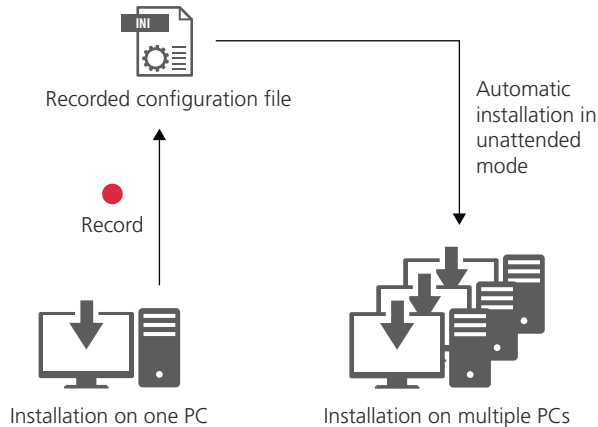 INI
Recorded configuration file
Automatic
installation in
unattended
mode
Record
Installation on one PC
Installation on multiple PCs